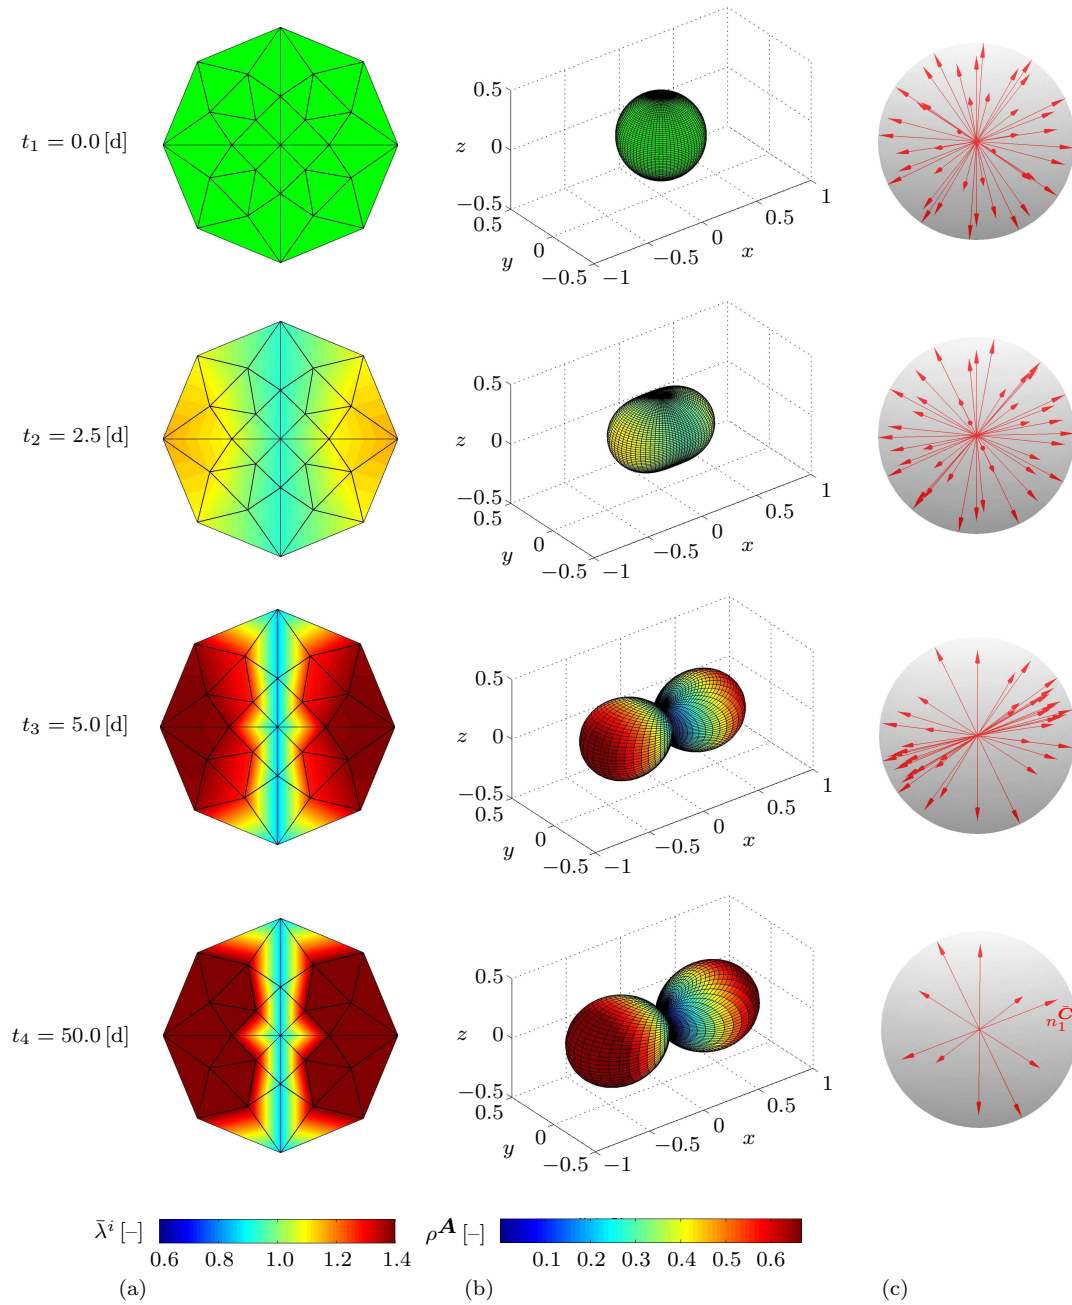 t₁ = 0.0 [d]
0.5
z 0
−0.5
0.5
y 0
−0.5
−1
−0.5
0
0.5
1
x
t₂ = 2.5 [d]
0.5
z 0
−0.5
0.5
y 0
−0.5
−1
−0.5
0
0.5
1
x
t₃ = 5.0 [d]
0.5
z 0
−0.5
0.5
y 0
−0.5
−1
−0.5
0
0.5
1
x
t₄ = 50.0 [d]
0.5
z 0
−0.5
0.5
y 0
−0.5
−1
−0.5
0
0.5
1
x
n₁^C̄
λ̄ⁱ [–]
0.6 0.8 1.0 1.2 1.4
ρ^A [–]
0.1 0.2 0.3 0.4 0.5 0.6
(a) (b) (c)